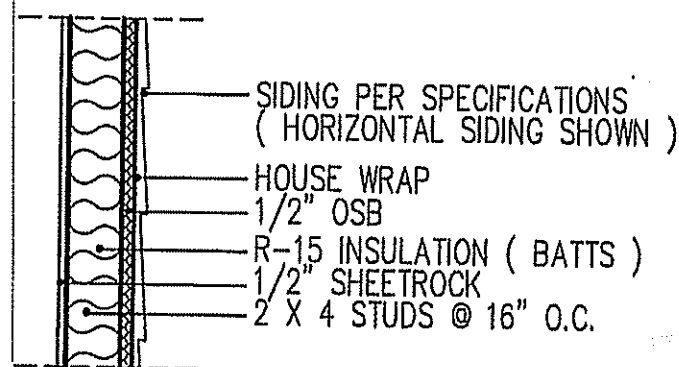 SIDING PER SPECIFICATIONS
( HORIZONTAL SIDING SHOWN )
HOUSE WRAP
1/2" OSB
R-15 INSULATION ( BATTS )
1/2" SHEETROCK
2 X 4 STUDS @ 16" O.C.